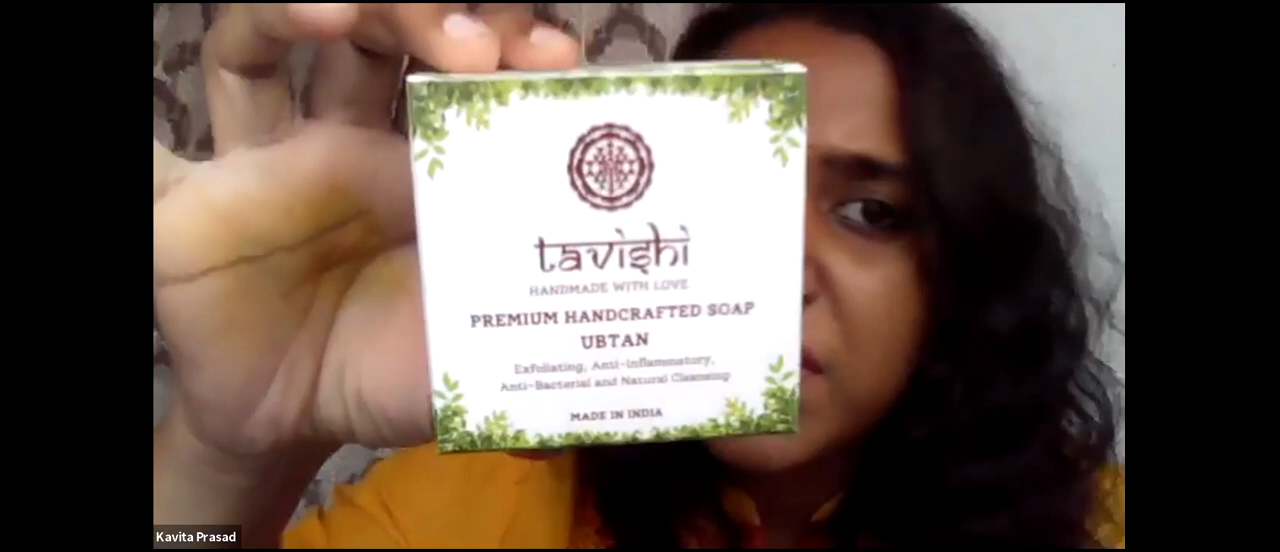 tavishi
HANDMADE WITH LOVE
PREMIUM HANDCRAFTED SOAP
UBTAN
Exfoliating, Anti-Inflammatory,
Anti-Bacterial and Natural Cleansing
MADE IN INDIA
Kavita Prasad